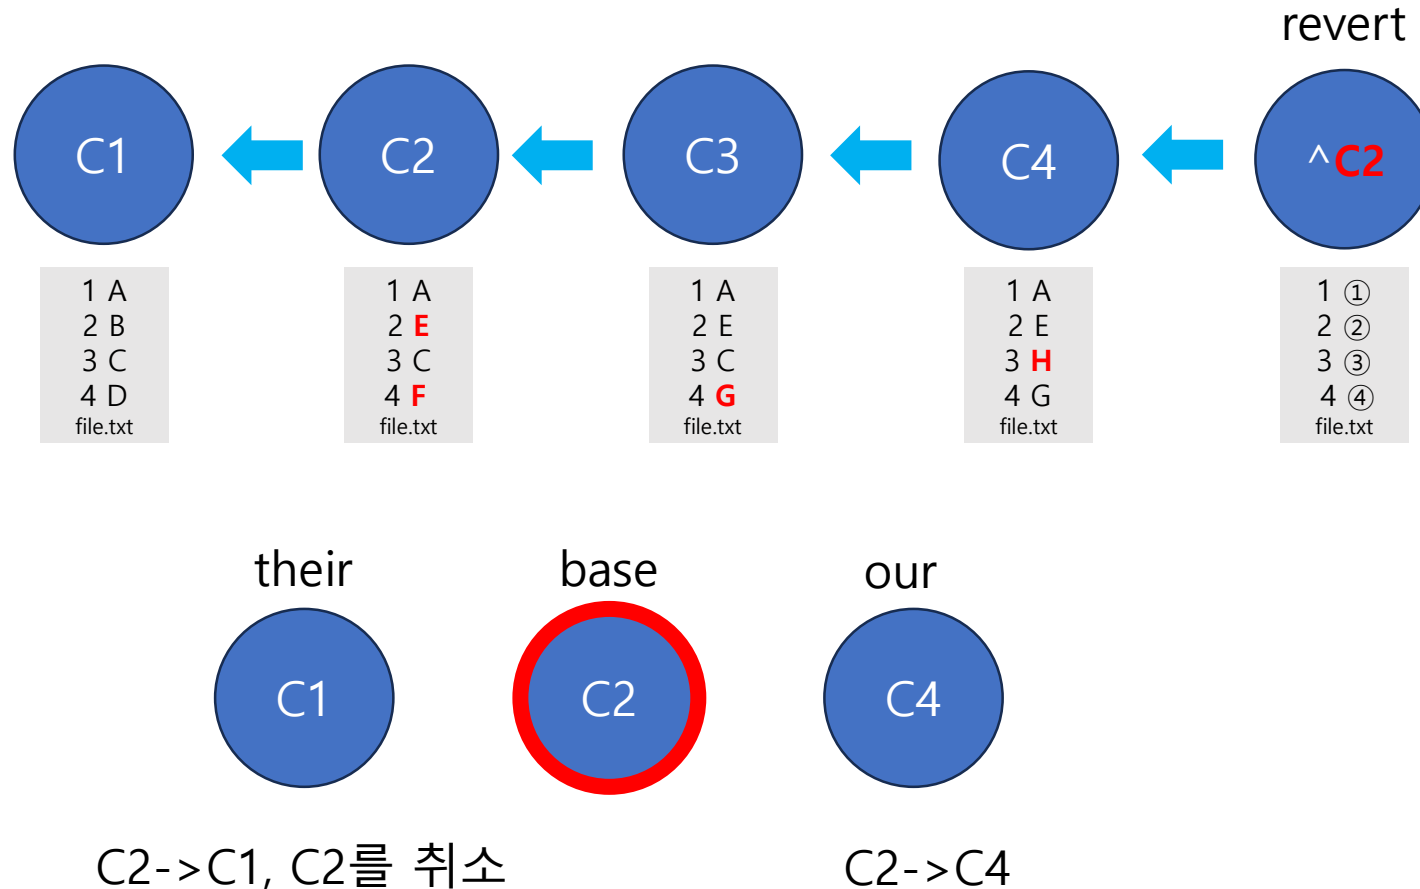 revert
C1
C2
C3
C4
^C2
1 A
2 B
3 C
4 D
file.txt
1 A
2 E
3 C
4 F
file.txt
1 A
2 E
3 C
4 G
file.txt
1 A
2 E
3 H
4 G
file.txt
1 ①
2 ②
3 ③
4 ④
file.txt
their
base
our
C1
C2
C4
C2->C1, C2를 취소
C2->C4